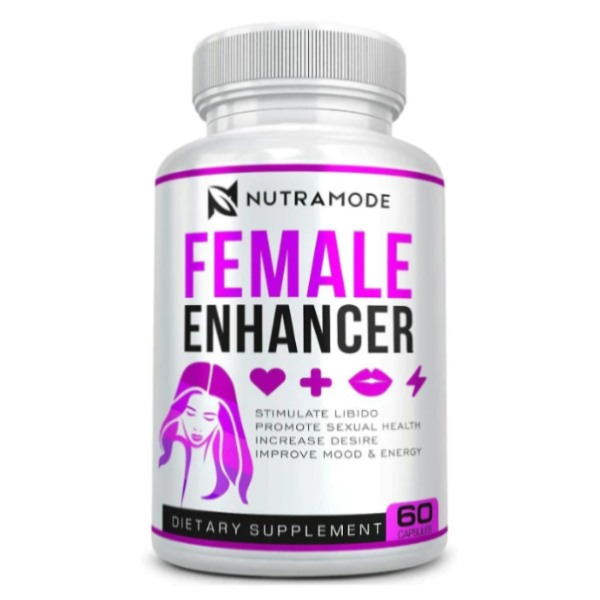 NUTRAMODE
FEMALE
ENHANCER
STIMULATE LIBIDO
PROMOTE SEXUAL HEALTH
INCREASE DESIRE
IMPROVE MOOD & ENERGY
DIETARY SUPPLEMENT
60
CAPSULES